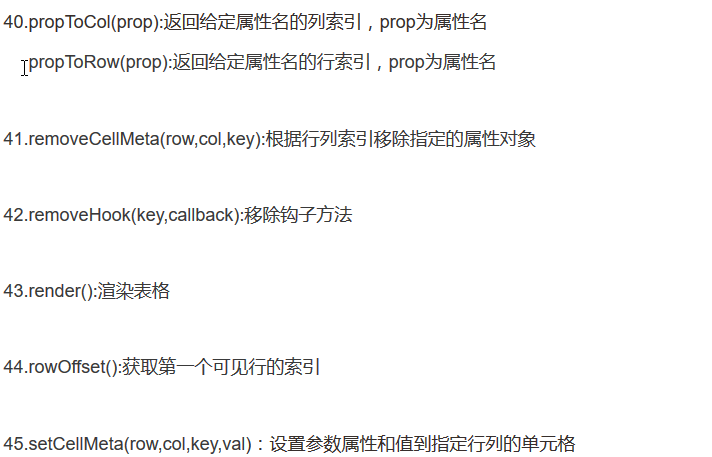 40.propToCol(prop):返回给定属性名的列索引，prop为属性名
propToRow(prop):返回给定属性名的行索引，prop为属性名
41.removeCellMeta(row,col,key):根据行列索引移除指定的属性对象
42.removeHook(key,callback):移除钩子方法
43.render():渲染表格
44.rowOffset():获取第一个可见行的索引
45.setCellMeta(row,col,key,val)：设置参数属性和值到指定行列的单元格